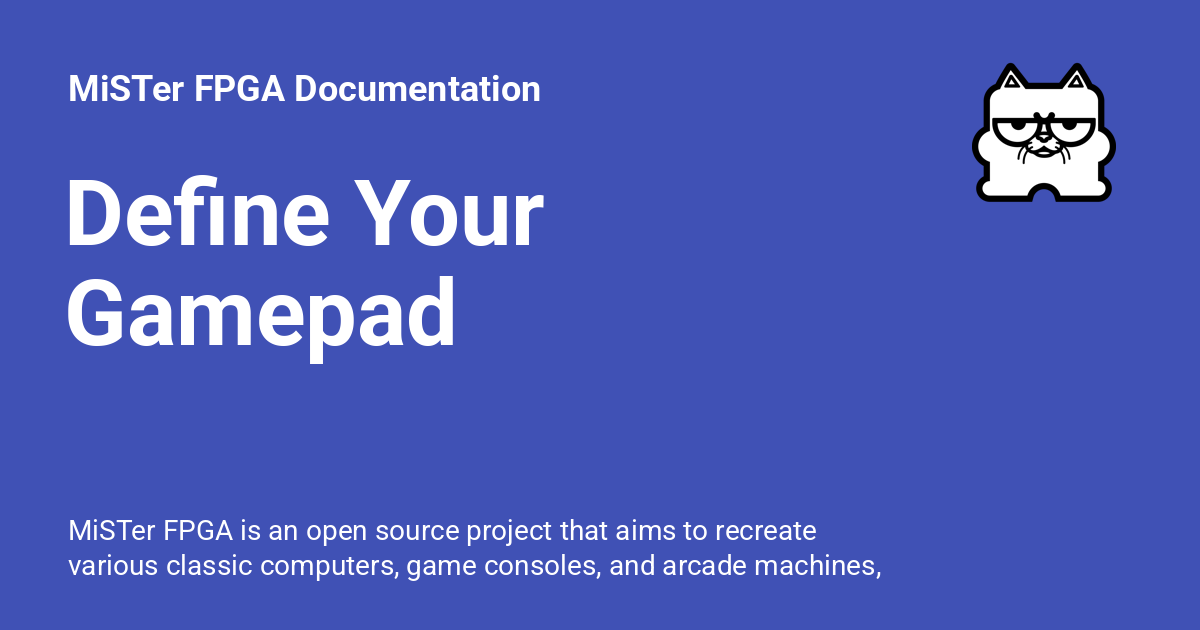 MiSTer FPGA Documentation
Define Your
Gamepad
MiSTer FPGA is an open source project that aims to recreate
various classic computers, game consoles, and arcade machines,